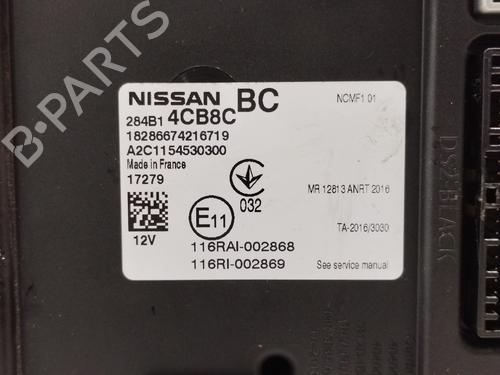 NISSAN BC
NCMF1 01
284B1 4CB8C
18286674216719
A2C1154530300
Made in France
17279
032
MR 12813 ANRT 2016
E11
12V
TA-2016/3030
116RAI-002868
116RI-002869
See service manual